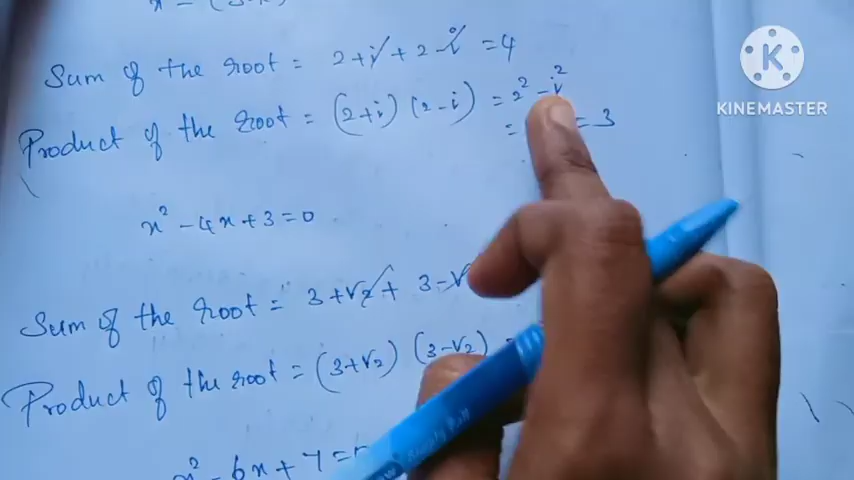 Sum of the root = 2+i+2-i = 4
Product of the root = (2+i) (2-i) = 2² - i²
= = 3
x² - 4x + 3 = 0
Sum of the root = 3+√2 + 3-√
Product of the root = (3+√2) (3-√2) =
x² - 6x + 7 =
KINEMASTER